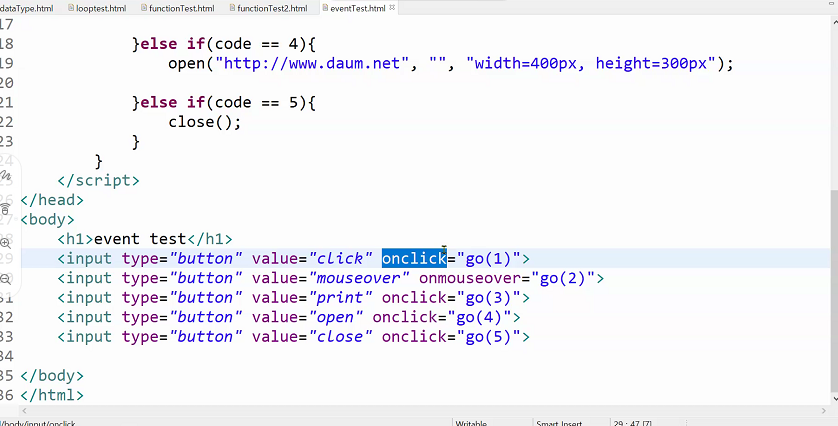 dataType.html looptest.html functionTest.html functionTest2.html eventTest.html
17
18 }else if(code == 4){
19 open("http://www.daum.net", "", "width=400px, height=300px");
20
21 }else if(code == 5){
22 close();
23 }
24 }
25 </script>
26 </head>
27 <body>
28 <h1>event test</h1>
29 <input type="button" value="click" onclick="go(1)">
30 <input type="button" value="mouseover" onmouseover="go(2)">
31 <input type="button" value="print" onclick="go(3)">
32 <input type="button" value="open" onclick="go(4)">
33 <input type="button" value="close" onclick="go(5)">
34
35 </body>
36 </html>
l/body/input/onclick Writable Smart Insert 29 : 47 [7]